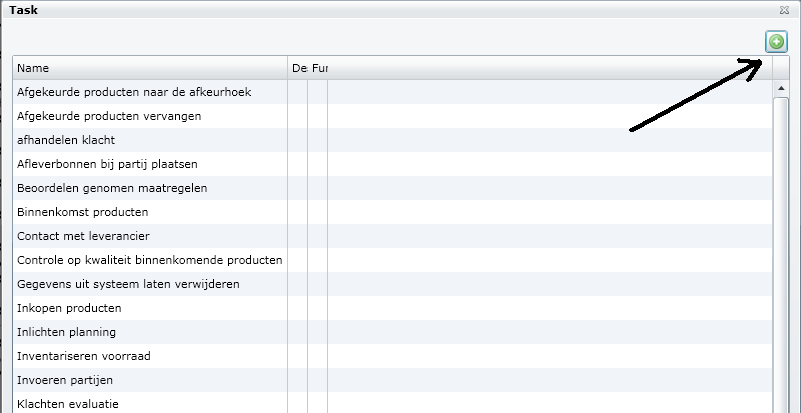 Task
Name De: Fur
Afgekeurde producten naar de afkeurhoek
Afgekeurde producten vervangen
afhandelen klacht
Afleverbonnen bij partij plaatsen
Beoordelen genomen maatregelen
Binnenkomst producten
Contact met leverancier
Controle op kwaliteit binnenkomende producten
Gegevens uit systeem laten verwijderen
Inkopen producten
Inlichten planning
Inventariseren voorraad
Invoeren partijen
Klachten evaluatie